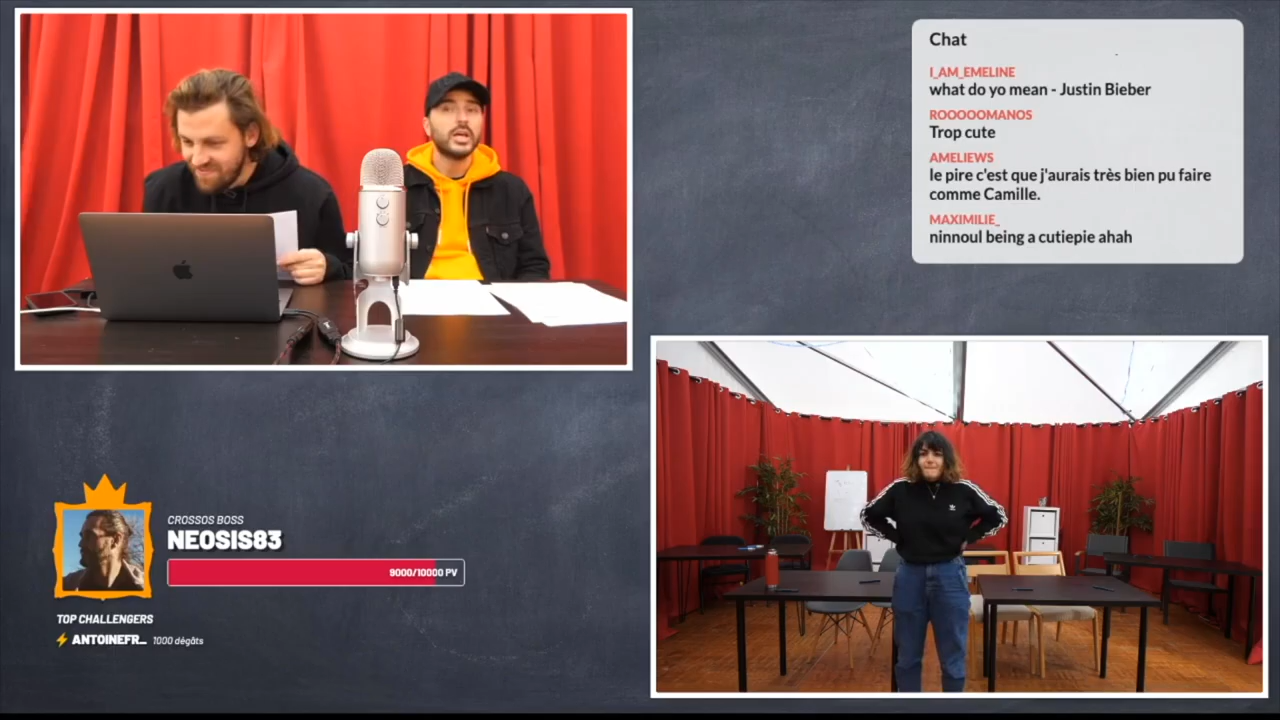 Chat
I_AM_EMELINE
what do yo mean - Justin Bieber
ROOOOOMANOS
Trop cute
AMELIEWS
le pire c'est que j'aurais très bien pu faire
comme Camille.
MAXIMILIE_
ninnoul being a cutiepie ahah
CROSSOS BOSS
NEOSIS83
9000/10000 PV
TOP CHALLENGERS
ANTOINEFR_ 1000 dégâts